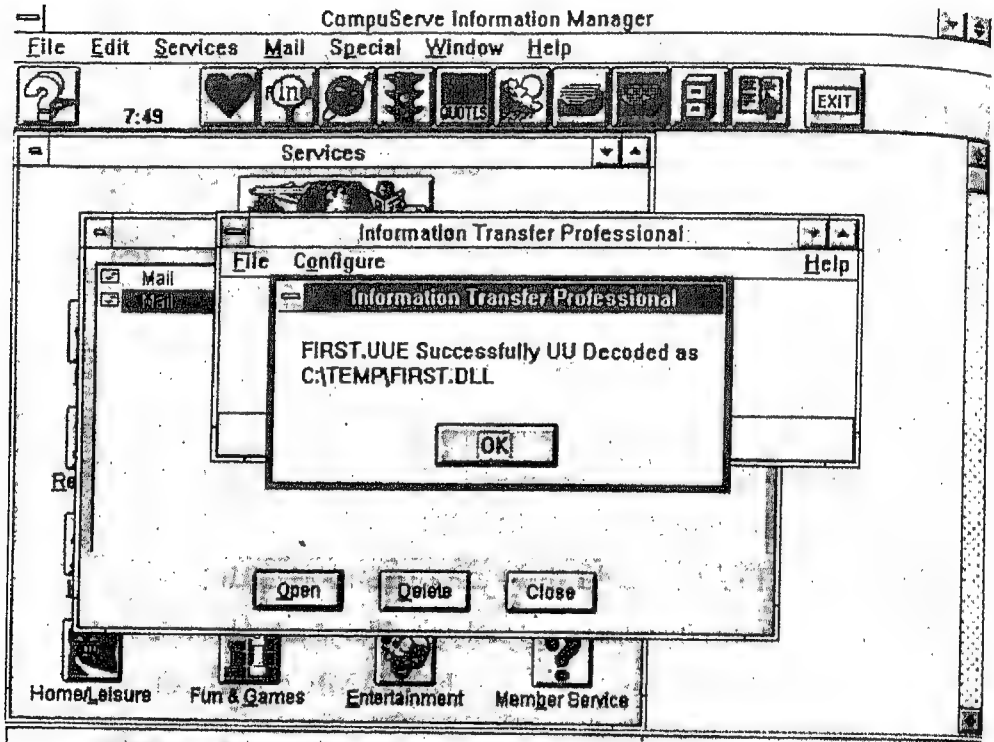 CompuServe Information Manager
File Edit Services Mail Special Window Help
7:49
In
QUOTES
EXIT
Services
Information Transfer Professional
File Configure Help
Mail
Mail
Information Transfer Professional
FIRST.UUE Successfully UU Decoded as
C:\TEMP\FIRST.DLL
OK
Re
Open Delete Close
Home/Leisure Fun & Games Entertainment Member Service